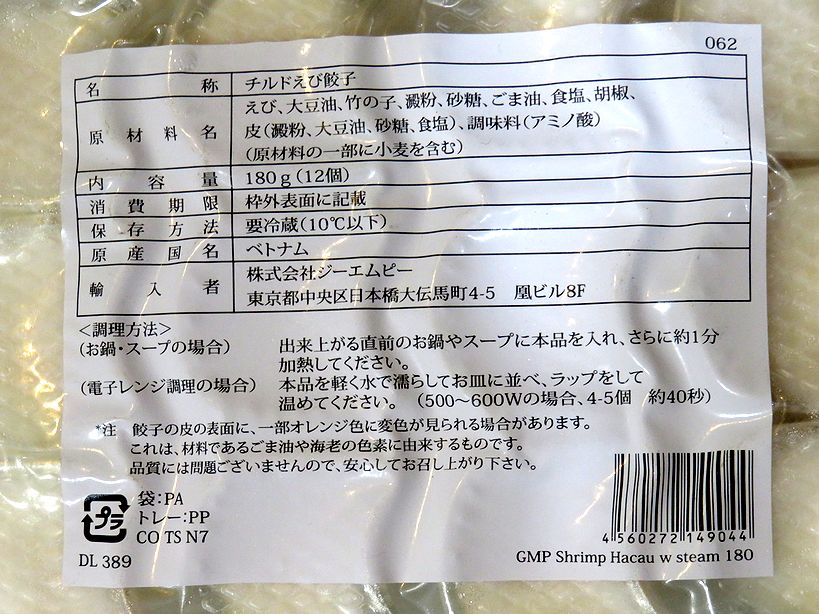 062
名称 チルドえび餃子
原材料名 えび、大豆油、竹の子、澱粉、砂糖、ごま油、食塩、胡椒、
皮(澱粉、大豆油、砂糖、食塩)、調味料(アミノ酸)
(原材料の一部に小麦を含む)
内容量 180g(12個)
消費期限 枠外表面に記載
保存方法 要冷蔵(10℃以下)
原産国名 ベトナム
輸入者 株式会社ジーエムピー
東京都中央区日本橋大伝馬町4-5 凰ビル8F
<調理方法>
(お鍋・スープの場合) 出来上がる直前のお鍋やスープに本品を入れ、さらに約1分
加熱してください。
(電子レンジ調理の場合) 本品を軽く水で濡らしてお皿に並べ、ラップをして
温めてください。 (500~600Wの場合、4-5個 約40秒)
*注 餃子の皮の表面に、一部オレンジ色に変色が見られる場合があります。
これは、材料であるごま油や海老の色素に由来するものです。
品質には問題ございませんので、安心してお召し上がり下さい。
プラ
袋:PA
トレー:PP
CO TS N7
DL 389
4 560272 149044
GMP Shrimp Hacau w steam 180